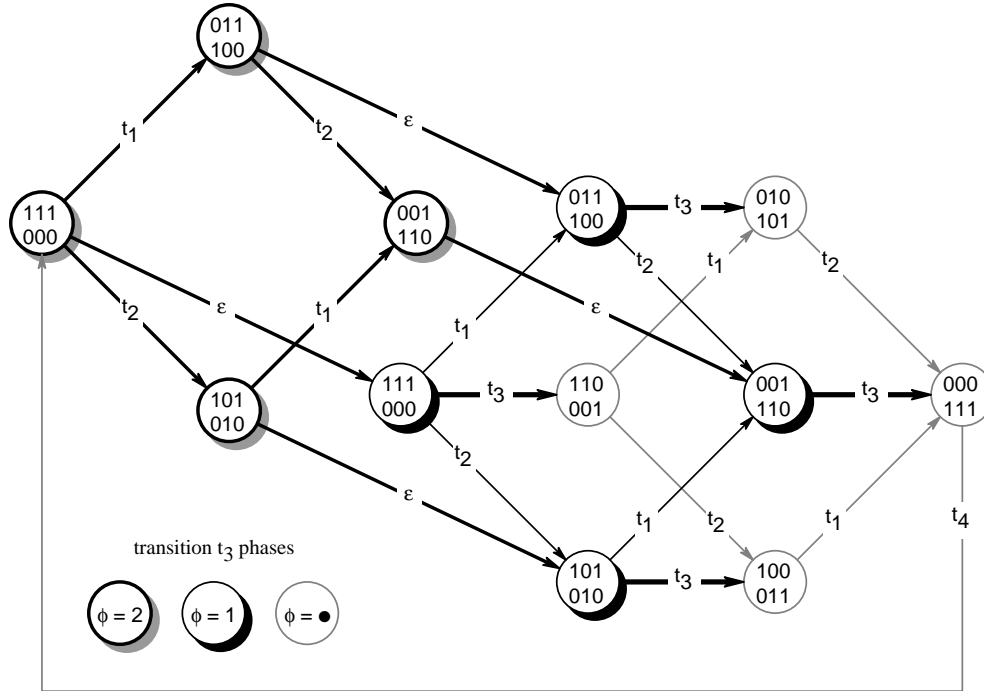 011
100
t1
t2
ε
111
000
001
110
011
100
t3
010
101
t2
ε
t1
t2
ε
t1
t2
t1
101
010
111
000
t3
110
001
001
110
t3
000
111
t2
ε
t1
t2
t1
t4
transition t3 phases
101
010
t3
100
011
ϕ = 2
ϕ = 1
ϕ = ●